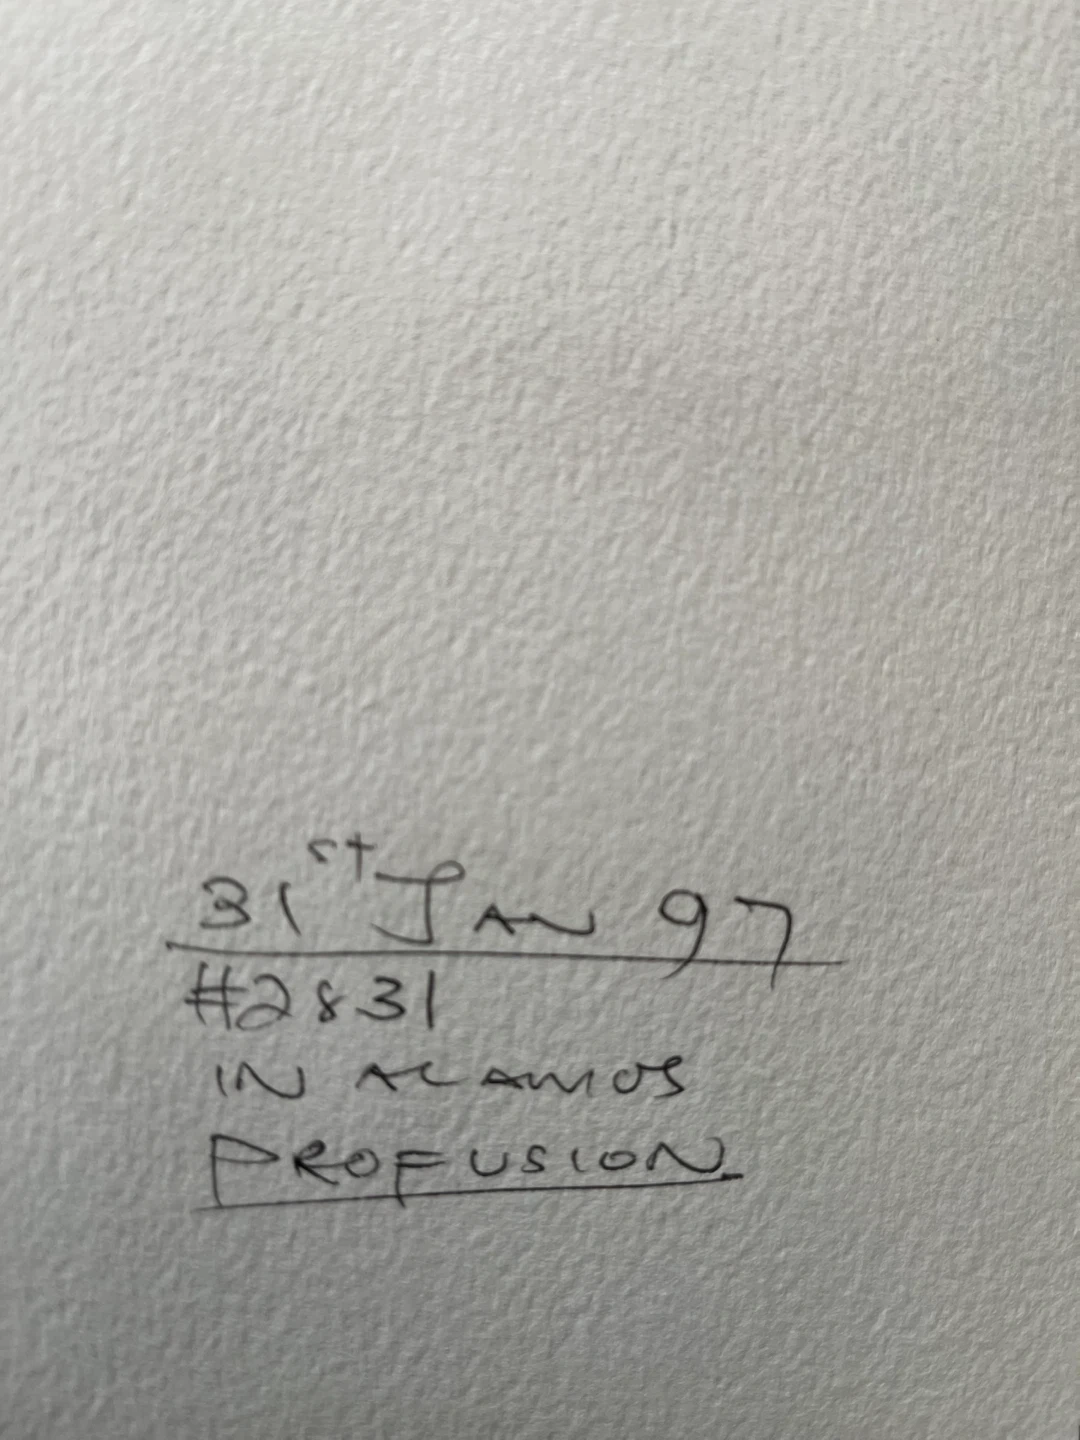 31st JAN 97
#2831
IN ALAMOS
PROFUSION